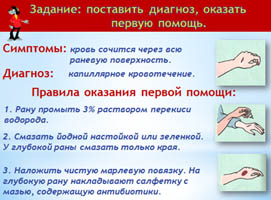 Задание: поставить диагноз, оказать
первую помощь.
Симптомы: кровь сочится через всю
раневую поверхность.
Диагноз: капиллярное кровотечение.
Правила оказания первой помощи:
1. Рану промыть 3% раствором перекиси
водорода.
2. Смазать йодной настойкой или зеленкой.
У глубокой раны смазать только края.
3. Наложить чистую марлевую повязку. На
глубокую рану накладывают салфетку с
мазью, содержащую антибиотики.